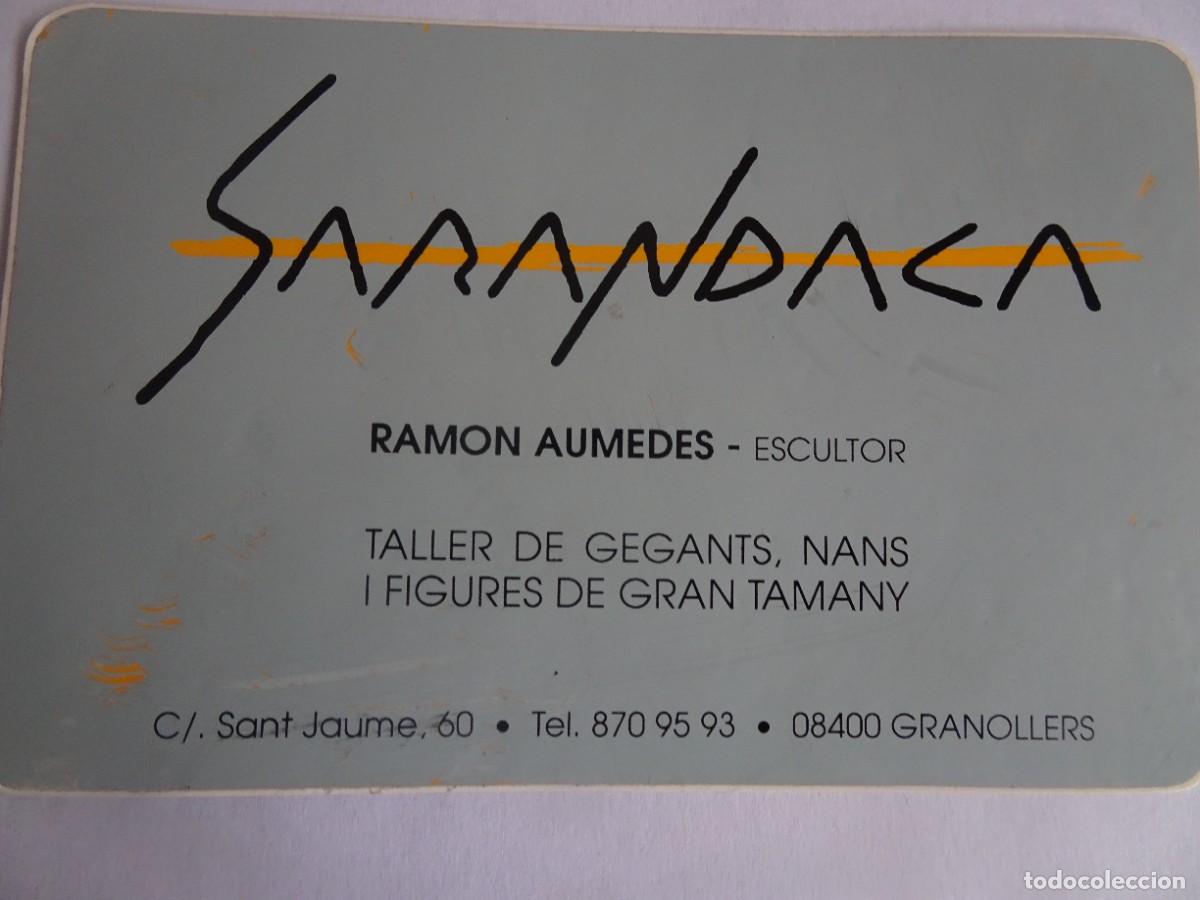 SARANDACA
RAMON AUMEDES - ESCULTOR
TALLER DE GEGANTS, NANS
I FIGURES DE GRAN TAMANY
C/. Sant Jaume, 60 • Tel. 870 95 93 • 08400 GRANOLLERS
todocoleccion